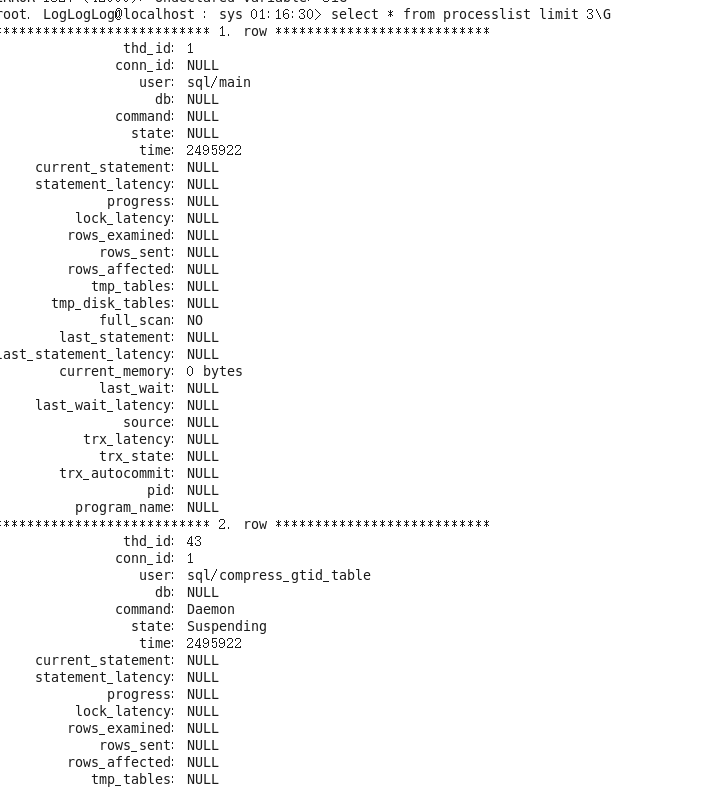 root. LogLogLog@localhost : sys 01:16:30> select * from processlist limit 3\G
*************************** 1. row ***************************
thd_id: 1
conn_id: NULL
user: sql/main
db: NULL
command: NULL
state: NULL
time: 2495922
current_statement: NULL
statement_latency: NULL
progress: NULL
lock_latency: NULL
rows_examined: NULL
rows_sent: NULL
rows_affected: NULL
tmp_tables: NULL
tmp_disk_tables: NULL
full_scan: NO
last_statement: NULL
last_statement_latency: NULL
current_memory: 0 bytes
last_wait: NULL
last_wait_latency: NULL
source: NULL
trx_latency: NULL
trx_state: NULL
trx_autocommit: NULL
pid: NULL
program_name: NULL
*************************** 2. row ***************************
thd_id: 43
conn_id: 1
user: sql/compress_gtid_table
db: NULL
command: Daemon
state: Suspending
time: 2495922
current_statement: NULL
statement_latency: NULL
progress: NULL
lock_latency: NULL
rows_examined: NULL
rows_sent: NULL
rows_affected: NULL
tmp_tables: NULL